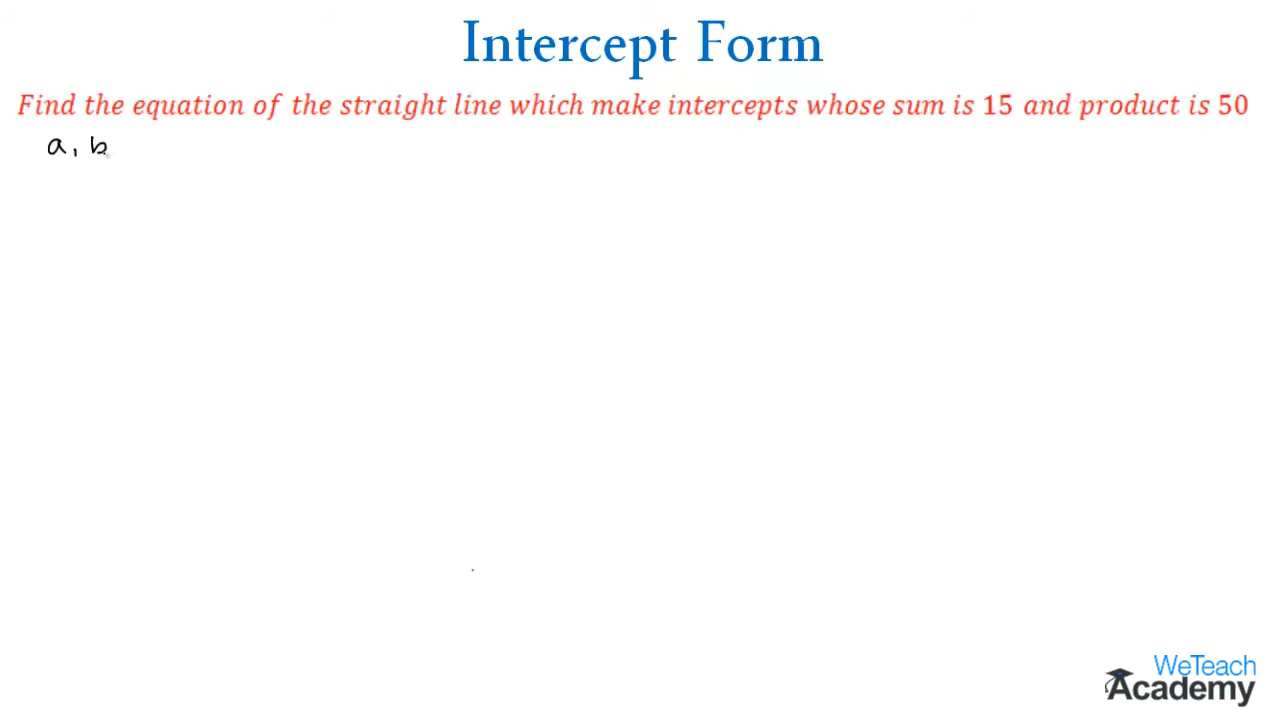 Intercept Form
Find the equation of the straight line which make intercepts whose sum is 15 and product is 50
a, b
WeTeach
Academy